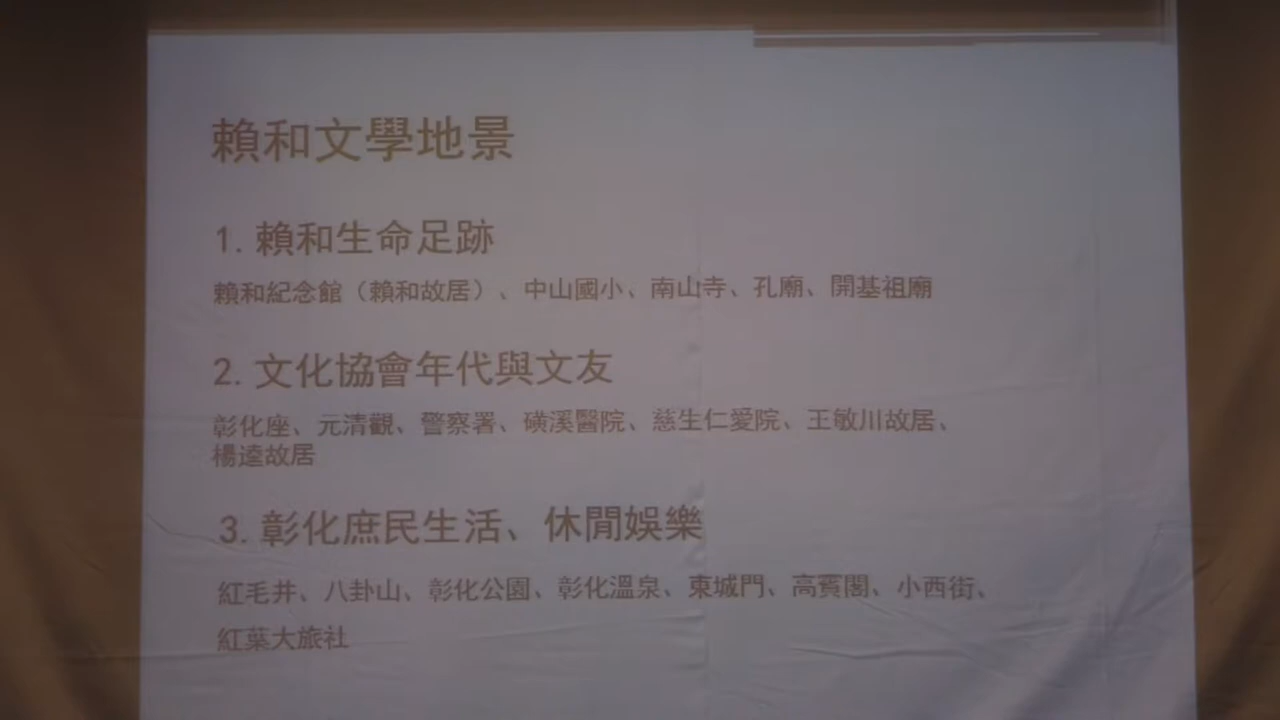 賴和文學地景
1. 賴和生命足跡
賴和紀念館（賴和故居）、中山國小、南山寺、孔廟、開基祖廟
2. 文化協會年代與文友
彰化座、元清觀、警察署、磺溪醫院、慈生仁愛院、王敏川故居、
楊逵故居
3. 彰化庶民生活、休閒娛樂
紅毛井、八卦山、彰化公園、彰化溫泉、東城門、高賓閣、小西街、
紅葉大旅社